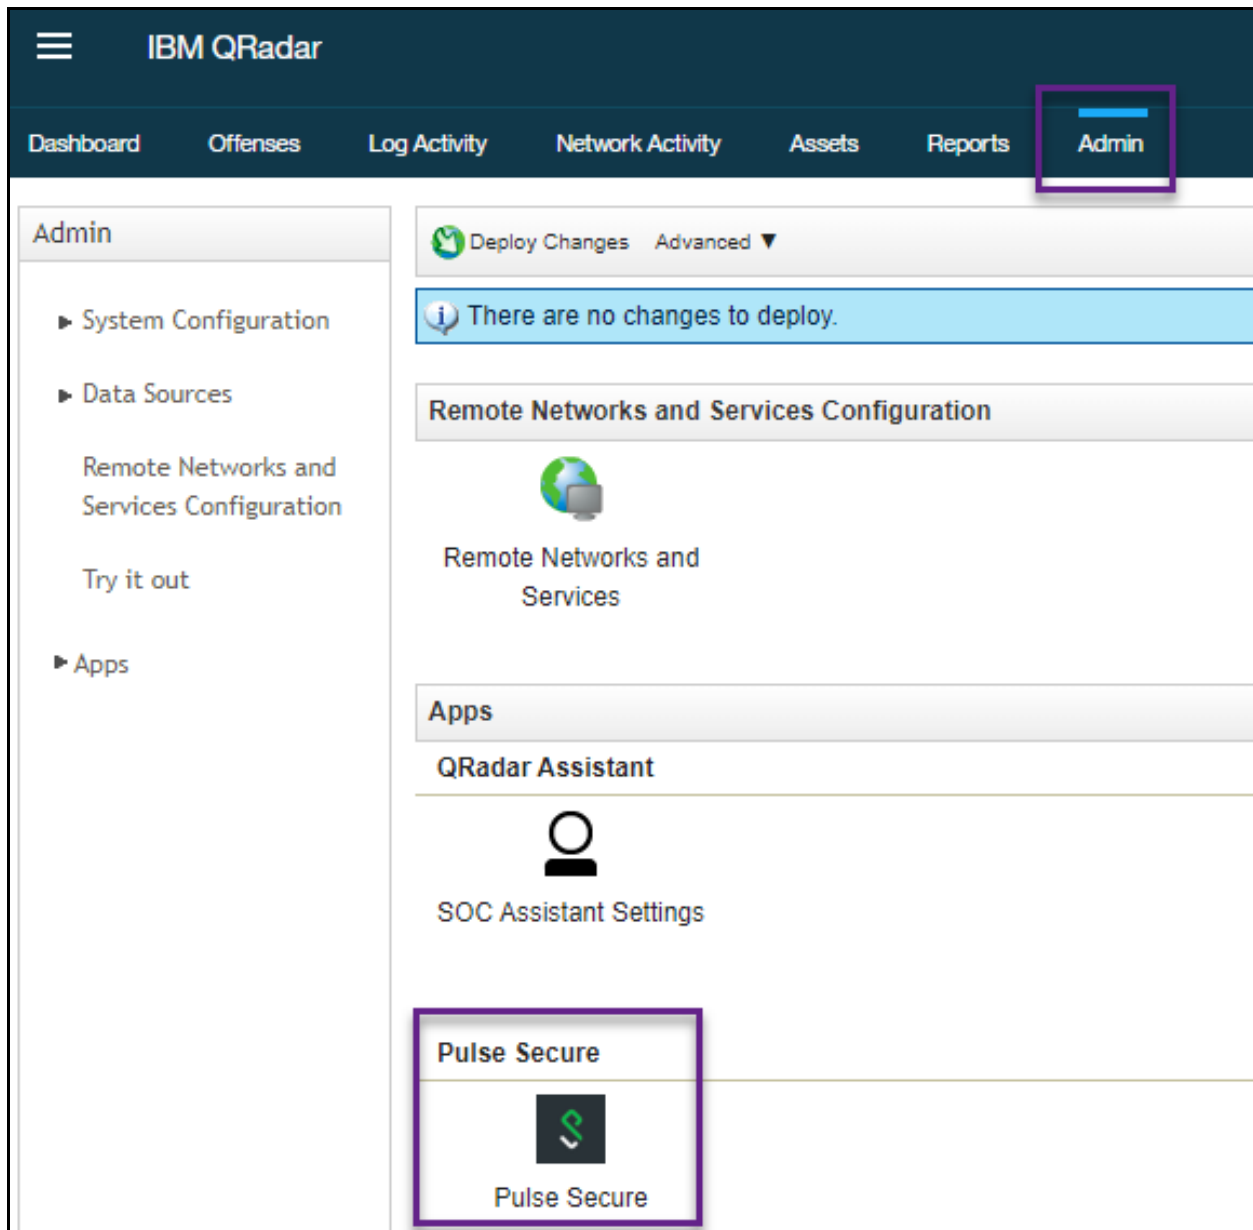 IBM QRadar
Dashboard Offenses Log Activity Network Activity Assets Reports Admin
Admin
System Configuration
Data Sources
Remote Networks and
Services Configuration
Try it out
Apps
Deploy Changes Advanced ▼
There are no changes to deploy.
Remote Networks and Services Configuration
Remote Networks and
Services
Apps
QRadar Assistant
SOC Assistant Settings
Pulse Secure
Pulse Secure